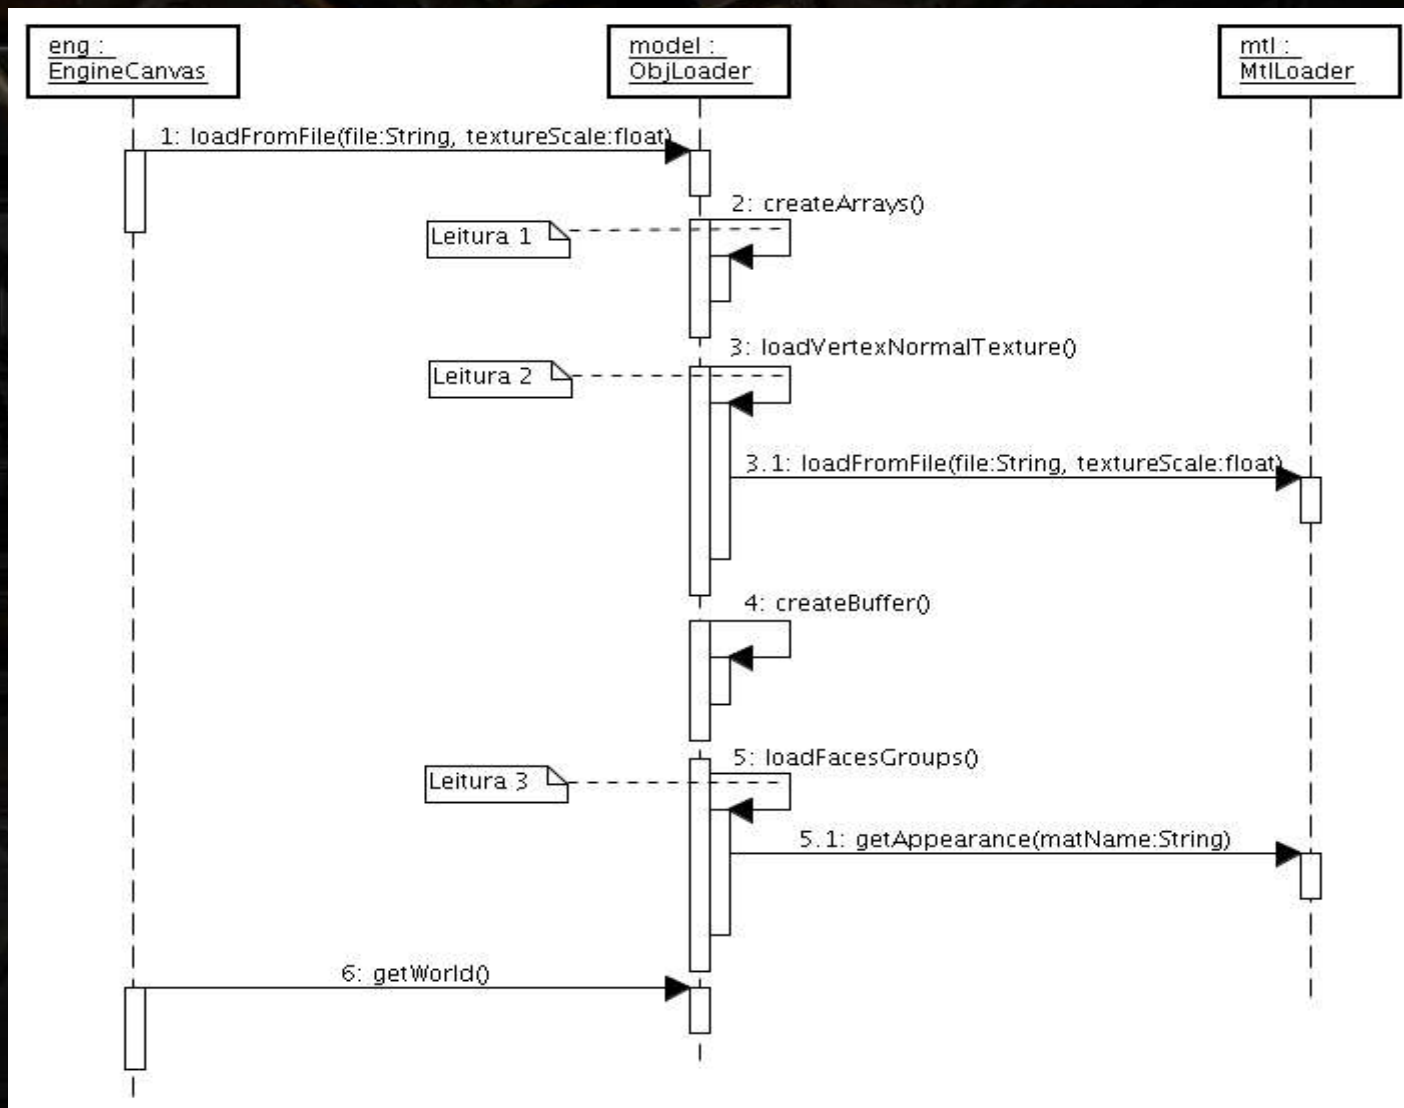 eng :
EngineCanvas
model :
ObjLoader
mtl :
MtlLoader
1: loadFromFile(file:String, textureScale:float)
2: createArrays()
Leitura 1
3: loadVertexNormalTexture()
Leitura 2
3.1: loadFromFile(file:String, textureScale:float)
4: createBuffer()
5: loadFacesGroups()
Leitura 3
5.1: getAppearance(matName:String)
6: getWorld()